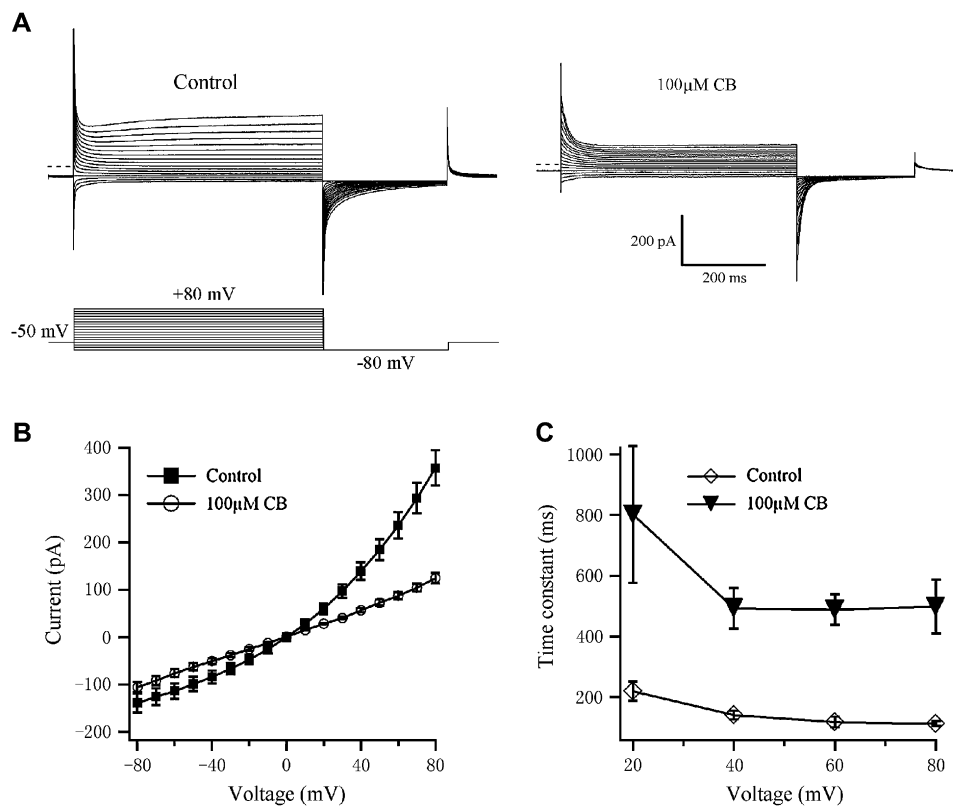 A
Control
100μM CB
200 pA
200 ms
+80 mV
-50 mV
-80 mV
B
400
300
200
100
0
−100
−200
Current (pA)
Control
100μM CB
−80
−40
0
40
80
Voltage (mV)
C
1000
800
600
400
200
Time constant (ms)
Control
100μM CB
20
40
60
80
Voltage (mV)